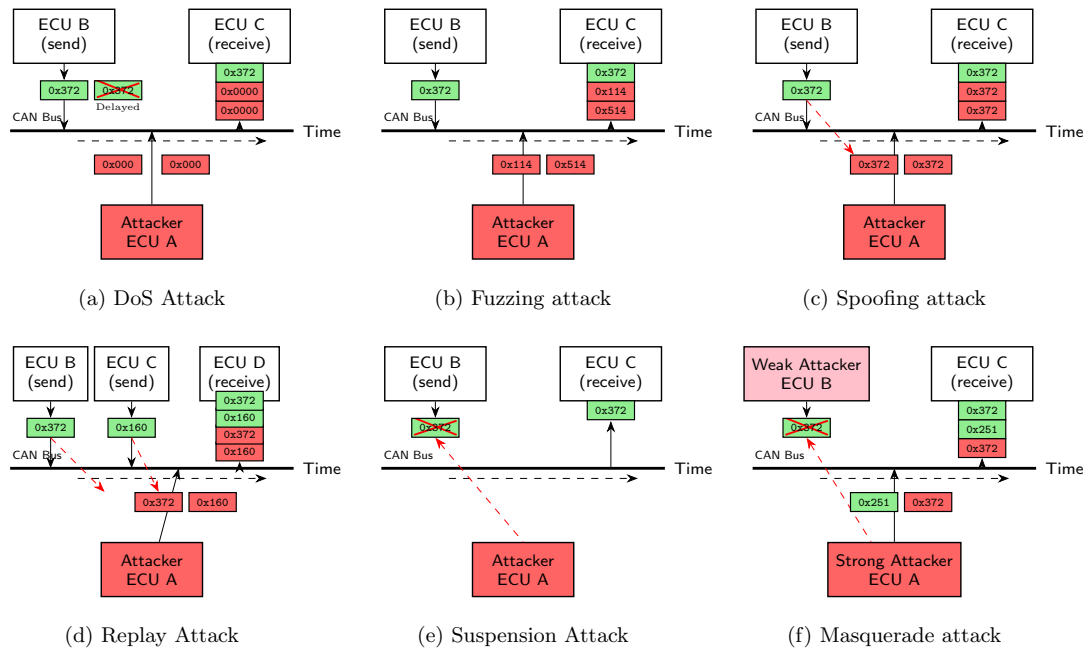 ECU B
(send)
ECU C
(receive)
0x372
0x372
Delayed
0x372
0x0000
0x0000
CAN Bus
Time
0x000
0x000
Attacker
ECU A
(a) DoS Attack
ECU B
(send)
ECU C
(receive)
0x372
0x372
0x114
0x514
CAN Bus
Time
0x114
0x514
Attacker
ECU A
(b) Fuzzing attack
ECU B
(send)
ECU C
(receive)
0x372
0x372
0x372
0x372
CAN Bus
Time
0x372
0x372
Attacker
ECU A
(c) Spoofing attack
ECU B
(send)
ECU C
(send)
ECU D
(receive)
0x372
0x160
0x372
0x160
0x372
0x160
CAN Bus
Time
0x372
0x160
Attacker
ECU A
(d) Replay Attack
ECU B
(send)
ECU C
(receive)
0x372
0x372
CAN Bus
Time
Attacker
ECU A
(e) Suspension Attack
Weak Attacker
ECU B
ECU C
(receive)
0x372
0x372
0x251
0x372
CAN Bus
Time
0x251
0x372
Strong Attacker
ECU A
(f) Masquerade attack